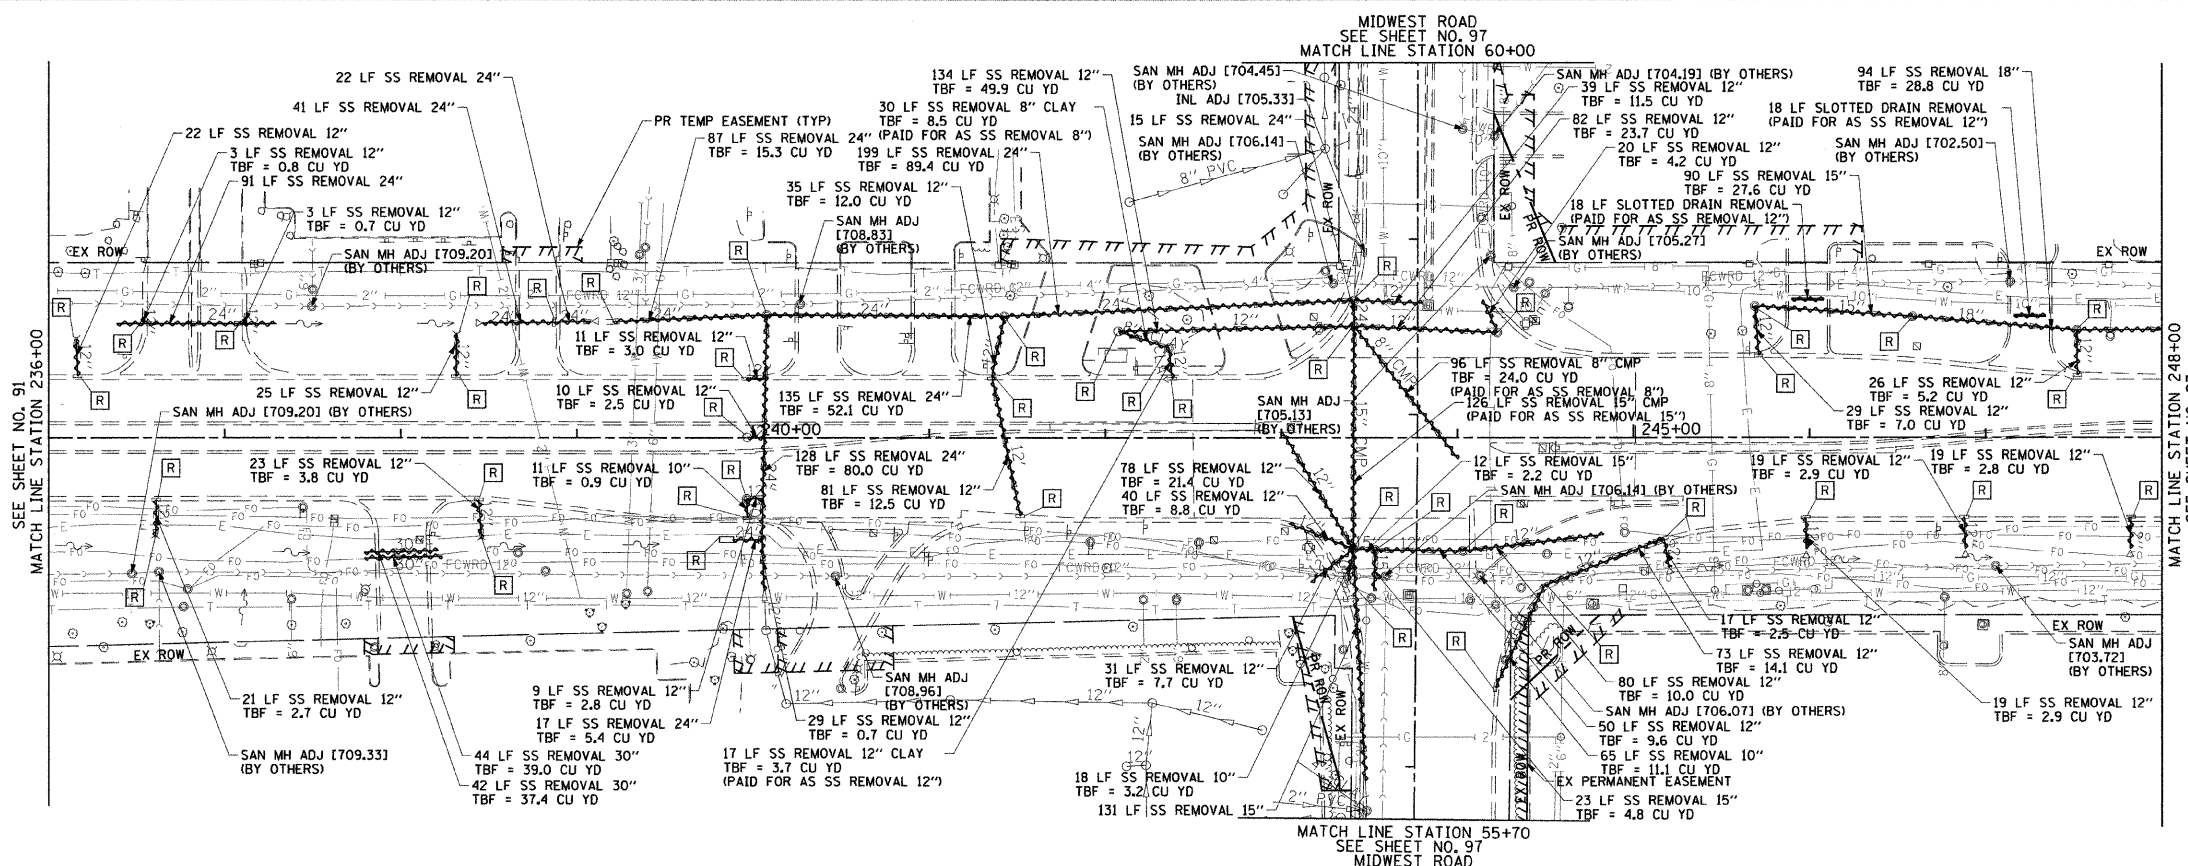 MIDWEST ROAD
SEE SHEET NO. 97
MATCH LINE STATION 60+00
22 LF SS REMOVAL 24"
41 LF SS REMOVAL 24"
22 LF SS REMOVAL 12"
3 LF SS REMOVAL 12"
TBF = 0.8 CU YD
91 LF SS REMOVAL 24"
3 LF SS REMOVAL 12"
TBF = 0.7 CU YD
SAN MH ADJ [709.20]
(BY OTHERS)
PR TEMP EASEMENT (TYP)
87 LF SS REMOVAL 24"
TBF = 15.3 CU YD
134 LF SS REMOVAL 12"
TBF = 49.9 CU YD
30 LF SS REMOVAL 8" CLAY
TBF = 8.5 CU YD
(PAID FOR AS SS REMOVAL 8")
199 LF SS REMOVAL 24"
TBF = 89.4 CU YD
35 LF SS REMOVAL 12"
TBF = 12.0 CU YD
SAN MH ADJ
[708.83]
(BY OTHERS)
SAN MH ADJ [704.45]
(BY OTHERS)
INL ADJ [705.33]
15 LF SS REMOVAL 24"
SAN MH ADJ [706.14]
(BY OTHERS)
8" PVC
SAN MH ADJ [704.19] (BY OTHERS)
39 LF SS REMOVAL 12"
TBF = 11.5 CU YD
82 LF SS REMOVAL 12"
TBF = 23.7 CU YD
20 LF SS REMOVAL 12"
TBF = 4.2 CU YD
90 LF SS REMOVAL 15"
TBF = 27.6 CU YD
18 LF SLOTTED DRAIN REMOVAL
(PAID FOR AS SS REMOVAL 12")
SAN MH ADJ [705.27]
(BY OTHERS)
94 LF SS REMOVAL 18"
TBF = 28.8 CU YD
18 LF SLOTTED DRAIN REMOVAL
(PAID FOR AS SS REMOVAL 12")
SAN MH ADJ [702.50]
(BY OTHERS)
EX ROW
EX ROW
EX ROW
PR ROW
EX ROW
SEE SHEET NO. 91
MATCH LINE STATION 236+00
MATCH LINE STATION 248+00
11 LF SS REMOVAL 12"
TBF = 3.0 CU YD
25 LF SS REMOVAL 12"
10 LF SS REMOVAL 12"
TBF = 2.5 CU YD
135 LF SS REMOVAL 24"
TBF = 52.1 CU YD
SAN MH ADJ [709.20] (BY OTHERS)
SAN MH ADJ
[705.13]
(BY OTHERS)
8" CMP
15" CMP
96 LF SS REMOVAL 8" CMP
TBF = 24.0 CU YD
(PAID FOR AS SS REMOVAL 8")
126 LF SS REMOVAL 15" CMP
(PAID FOR AS SS REMOVAL 15")
26 LF SS REMOVAL 12"
TBF = 5.2 CU YD
29 LF SS REMOVAL 12"
TBF = 7.0 CU YD
240+00
245+00
23 LF SS REMOVAL 12"
TBF = 3.8 CU YD
11 LF SS REMOVAL 10"
TBF = 0.9 CU YD
128 LF SS REMOVAL 24"
TBF = 80.0 CU YD
81 LF SS REMOVAL 12"
TBF = 12.5 CU YD
78 LF SS REMOVAL 12"
TBF = 21.4 CU YD
40 LF SS REMOVAL 12"
TBF = 8.8 CU YD
12 LF SS REMOVAL 15"
TBF = 2.2 CU YD
SAN MH ADJ [706.14] (BY OTHERS)
19 LF SS REMOVAL 12"
TBF = 2.9 CU YD
19 LF SS REMOVAL 12"
TBF = 2.8 CU YD
EX ROW
EX ROW
21 LF SS REMOVAL 12"
TBF = 2.7 CU YD
SAN MH ADJ [709.33]
(BY OTHERS)
44 LF SS REMOVAL 30"
TBF = 39.0 CU YD
42 LF SS REMOVAL 30"
TBF = 37.4 CU YD
9 LF SS REMOVAL 12"
TBF = 2.8 CU YD
17 LF SS REMOVAL 24"
TBF = 5.4 CU YD
SAN MH ADJ
[708.96]
(BY OTHERS)
29 LF SS REMOVAL 12"
TBF = 0.7 CU YD
17 LF SS REMOVAL 12" CLAY
TBF = 3.7 CU YD
(PAID FOR AS SS REMOVAL 12")
31 LF SS REMOVAL 12"
TBF = 7.7 CU YD
18 LF SS REMOVAL 10"
TBF = 3.2 CU YD
131 LF SS REMOVAL 15"
PR ROW
EX ROW
EX ROW
PR ROW
17 LF SS REMOVAL 12"
TBF = 2.5 CU YD
73 LF SS REMOVAL 12"
TBF = 14.1 CU YD
80 LF SS REMOVAL 12"
TBF = 10.0 CU YD
SAN MH ADJ [706.07] (BY OTHERS)
50 LF SS REMOVAL 12"
TBF = 9.6 CU YD
65 LF SS REMOVAL 10"
TBF = 11.1 CU YD
EX PERMANENT EASEMENT
23 LF SS REMOVAL 15"
TBF = 4.8 CU YD
SAN MH ADJ
[703.72]
(BY OTHERS)
19 LF SS REMOVAL 12"
TBF = 2.9 CU YD
MATCH LINE STATION 55+70
SEE SHEET NO. 97
MIDWEST ROAD